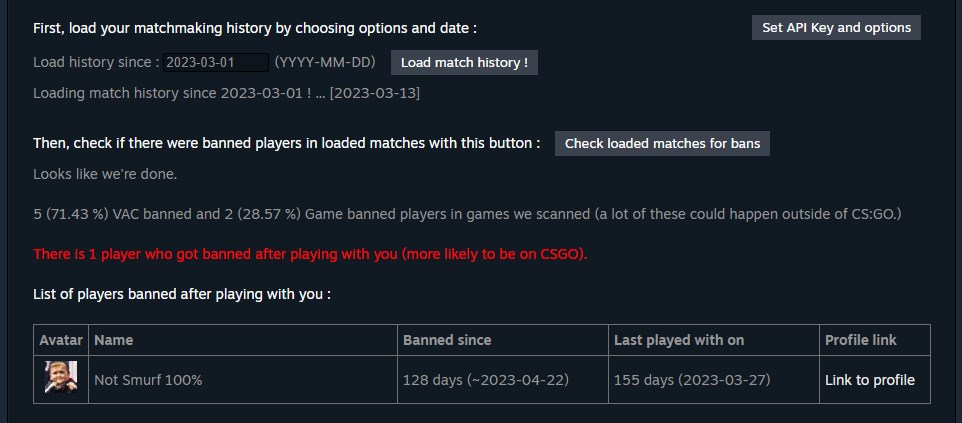 First, load your matchmaking history by choosing options and date :
Set API Key and options
Load history since : 2023-03-01 (YYYY-MM-DD) Load match history !
Loading match history since 2023-03-01 ! ... [2023-03-13]
Then, check if there were banned players in loaded matches with this button : Check loaded matches for bans
Looks like we're done.
5 (71.43 %) VAC banned and 2 (28.57 %) Game banned players in games we scanned (a lot of these could happen outside of CS:GO.)
There is 1 player who got banned after playing with you (more likely to be on CSGO).
List of players banned after playing with you :
Avatar Name Banned since Last played with on Profile link
Not Smurf 100% 128 days (~2023-04-22) 155 days (2023-03-27) Link to profile